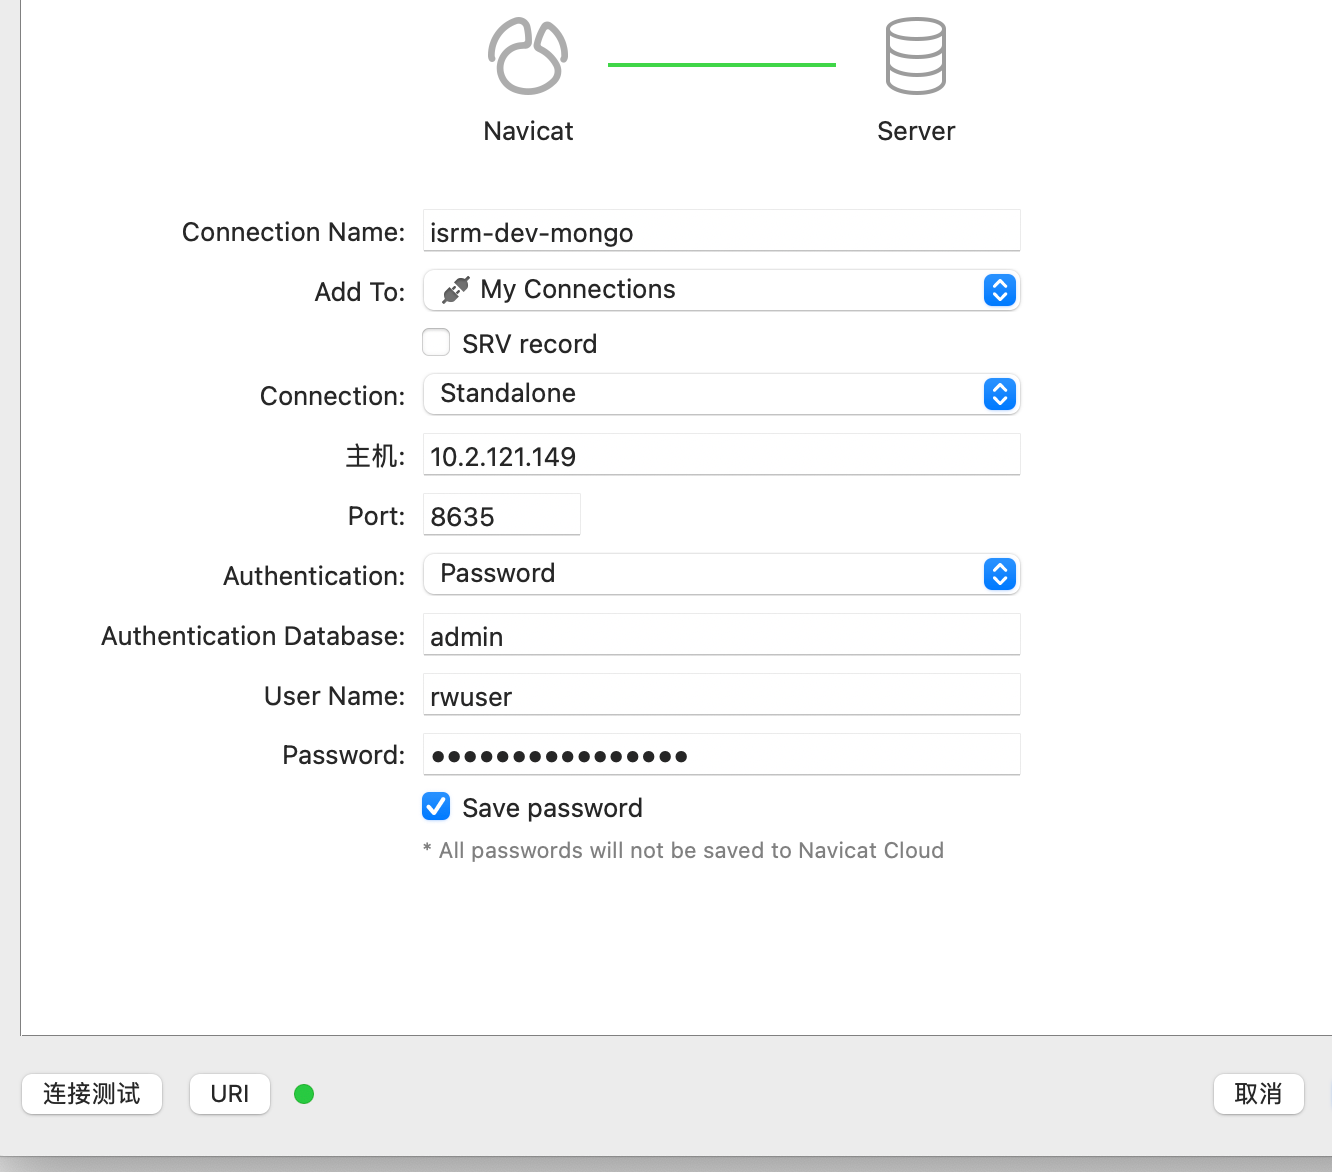 Navicat
Server
Connection Name: isrm-dev-mongo
Add To: My Connections
SRV record
Connection: Standalone
主机: 10.2.121.149
Port: 8635
Authentication: Password
Authentication Database: admin
User Name: rwuser
Password: ●●●●●●●●●●●●●●●●
Save password
* All passwords will not be saved to Navicat Cloud
连接测试 URI 取消